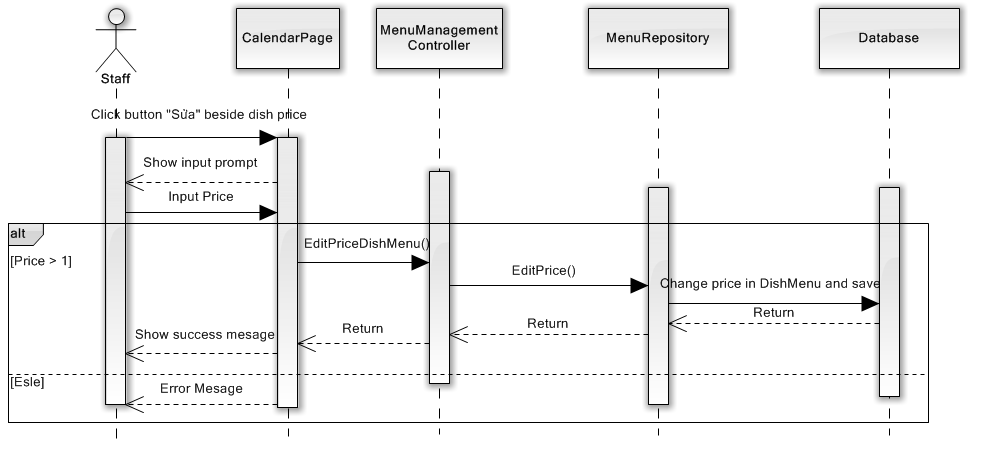 CalendarPage
MenuManagement
Controller
MenuRepository
Database
Staff
Click button "Sửa" beside dish price
Show input prompt
Input Price
alt
EditPriceDishMenu()
[Price > 1]
EditPrice()
Change price in DishMenu and save
Return
Return
Return
Show success mesage
[Esle]
Error Mesage